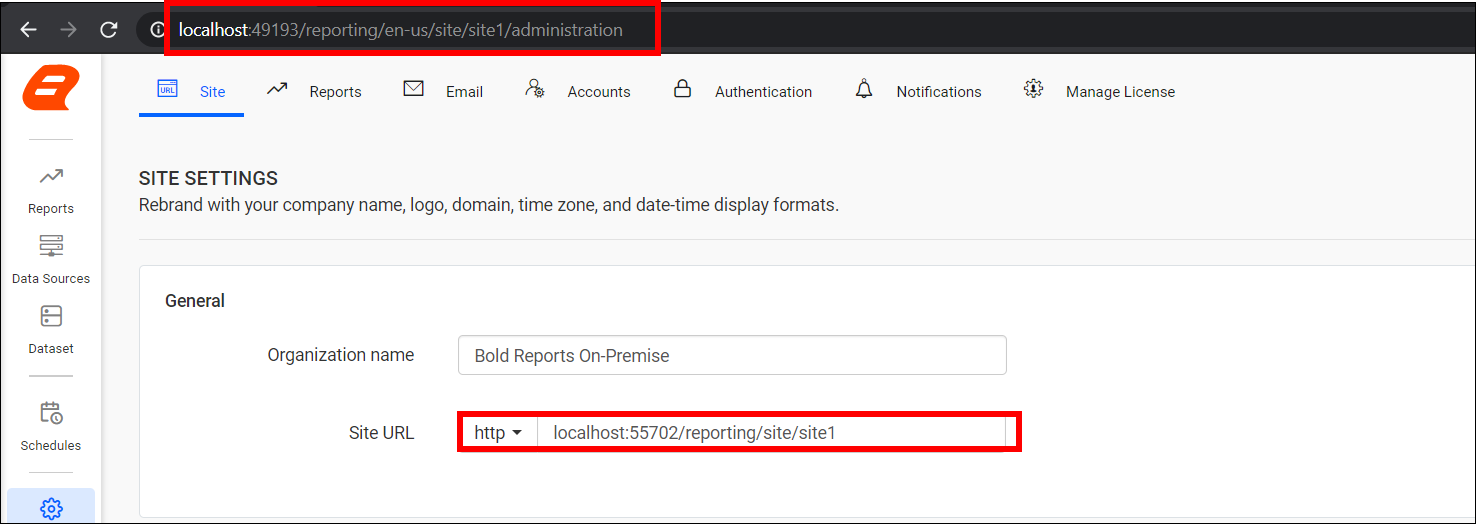 localhost:49193/reporting/en-us/site/site1/administration
URL Site Reports Email Accounts Authentication Notifications Manage License
Reports
Data Sources
Dataset
Schedules
SITE SETTINGS
Rebrand with your company name, logo, domain, time zone, and date-time display formats.
General
Organization name Bold Reports On-Premise
Site URL http localhost:55702/reporting/site/site1